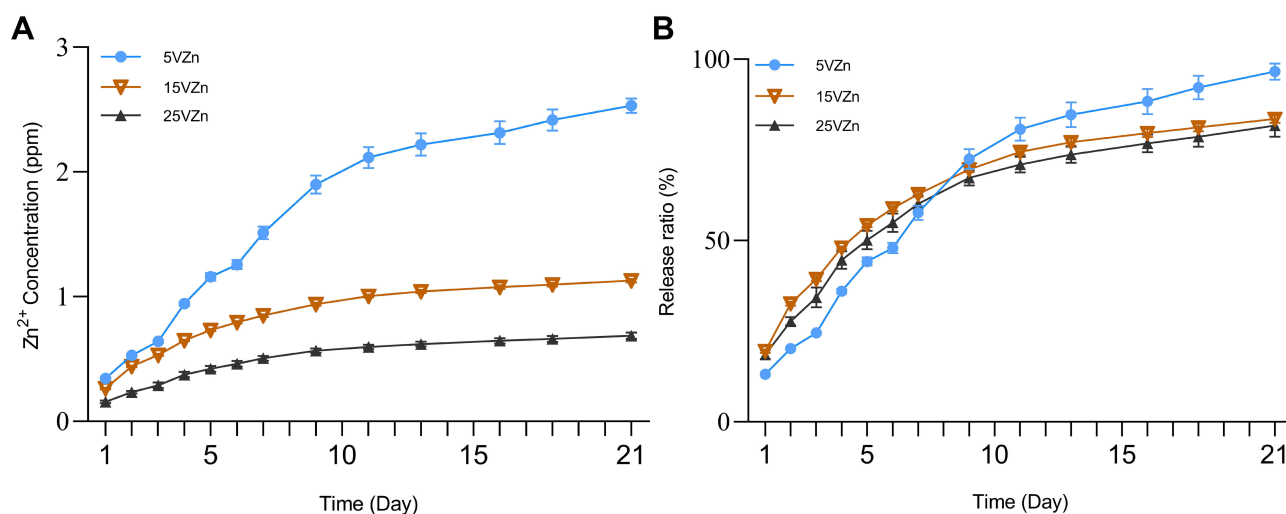 A
3
2
1
0
Zn2+ Concentration (ppm)
5VZn
15VZn
25VZn
1 5 10 15 21
Time (Day)
B
100
50
0
Release ratio (%)
5VZn
15VZn
25VZn
1 5 10 15 21
Time (Day)